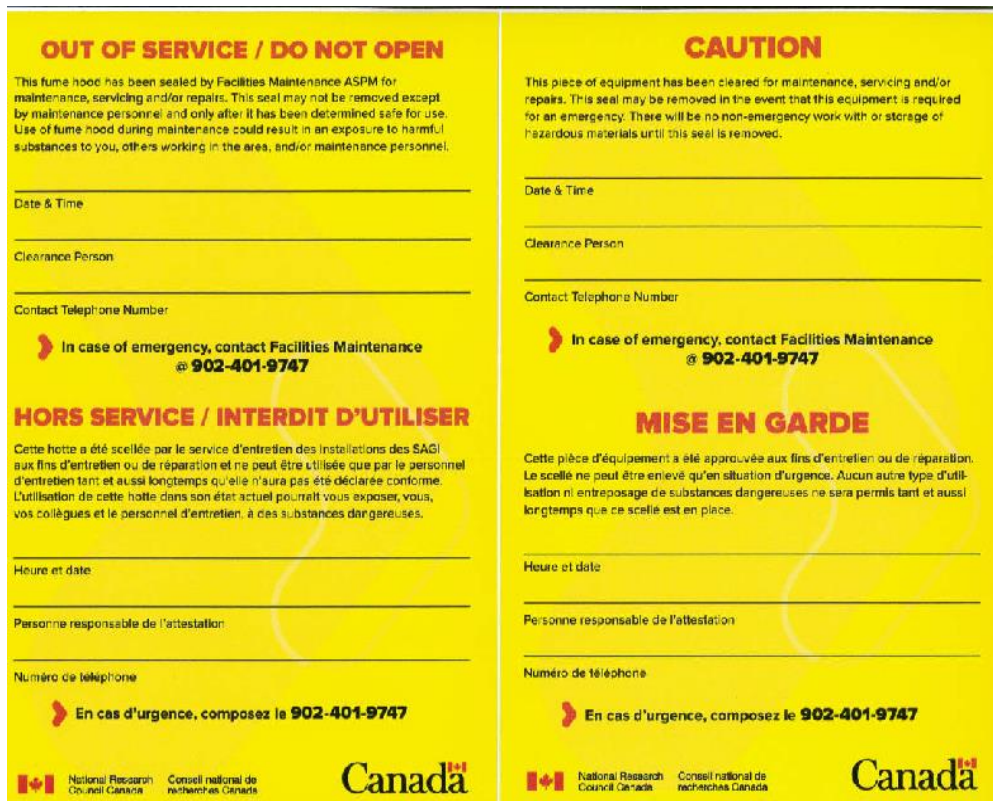 OUT OF SERVICE / DO NOT OPEN
This fume hood has been sealed by Facilities Maintenance ASPM for
maintenance, servicing and/or repairs. This seal may not be removed except
by maintenance personnel and only after it has been determined safe for use.
Use of fume hood during maintenance could result in an exposure to harmful
substances to you, others working in the area, and/or maintenance personnel.
Date & Time
Clearance Person
Contact Telephone Number
In case of emergency, contact Facilities Maintenance
@ 902-401-9747
HORS SERVICE / INTERDIT D'UTILISER
Cette hotte a été scellée par le service d'entretien des installations des SAGI
aux fins d'entretien ou de réparation et ne peut être utilisée que par le personnel
d'entretien tant et aussi longtemps qu'elle n'aura pas été déclarée conforme.
L'utilisation de cette hotte dans son état actuel pourrait vous exposer, vous,
vos collègues et le personnel d'entretien, à des substances dangereuses.
Heure et date
Personne responsable de l'attestation
Numéro de téléphone
En cas d'urgence, composez le 902-401-9747
National Research Council Canada
Conseil national de recherches Canada
Canada
CAUTION
This piece of equipment has been cleared for maintenance, servicing and/or
repairs. This seal may be removed in the event that this equipment is required
for an emergency. There will be no non-emergency work with or storage of
hazardous materials until this seal is removed.
Date & Time
Clearance Person
Contact Telephone Number
In case of emergency, contact Facilities Maintenance
@ 902-401-9747
MISE EN GARDE
Cette pièce d'équipement a été approuvée aux fins d'entretien ou de réparation.
Le scellé ne peut être enlevé qu'en situation d'urgence. Aucun autre type d'util-
isation ni entreposage de substances dangereuses ne sera permis tant et aussi
longtemps que ce scellé est en place.
Heure et date
Personne responsable de l'attestation
Numéro de téléphone
En cas d'urgence, composez le 902-401-9747
National Research Council Canada
Conseil national de recherches Canada
Canada